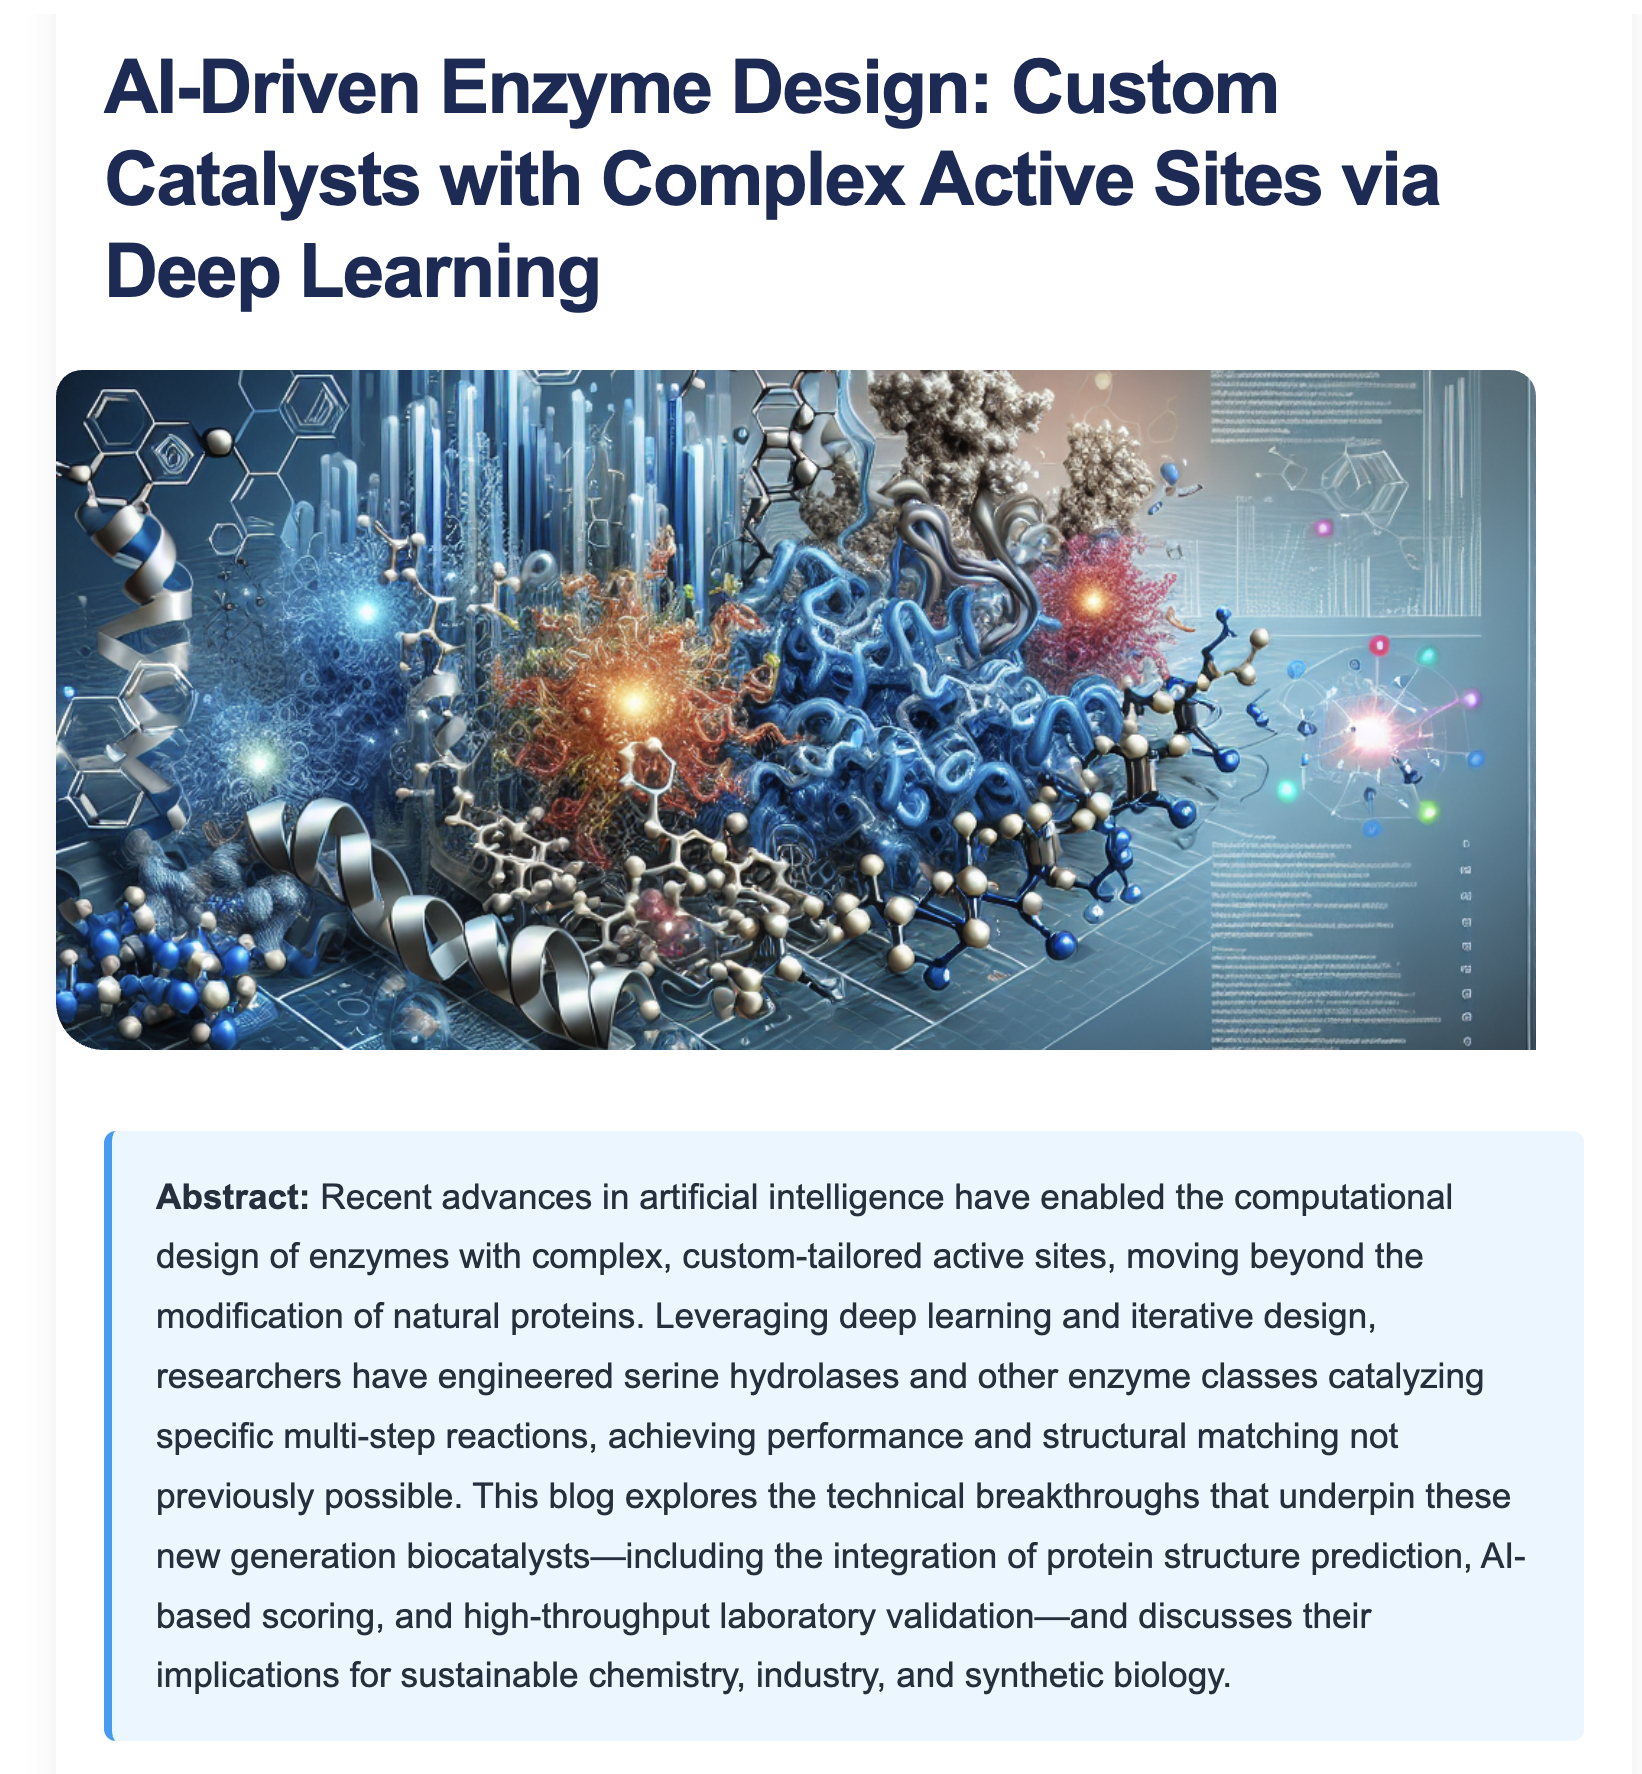 AI-Driven Enzyme Design: Custom
Catalysts with Complex Active Sites via
Deep Learning
Abstract: Recent advances in artificial intelligence have enabled the computational
design of enzymes with complex, custom-tailored active sites, moving beyond the
modification of natural proteins. Leveraging deep learning and iterative design,
researchers have engineered serine hydrolases and other enzyme classes catalyzing
specific multi-step reactions, achieving performance and structural matching not
previously possible. This blog explores the technical breakthroughs that underpin these
new generation biocatalysts—including the integration of protein structure prediction, AI-
based scoring, and high-throughput laboratory validation—and discusses their
implications for sustainable chemistry, industry, and synthetic biology.